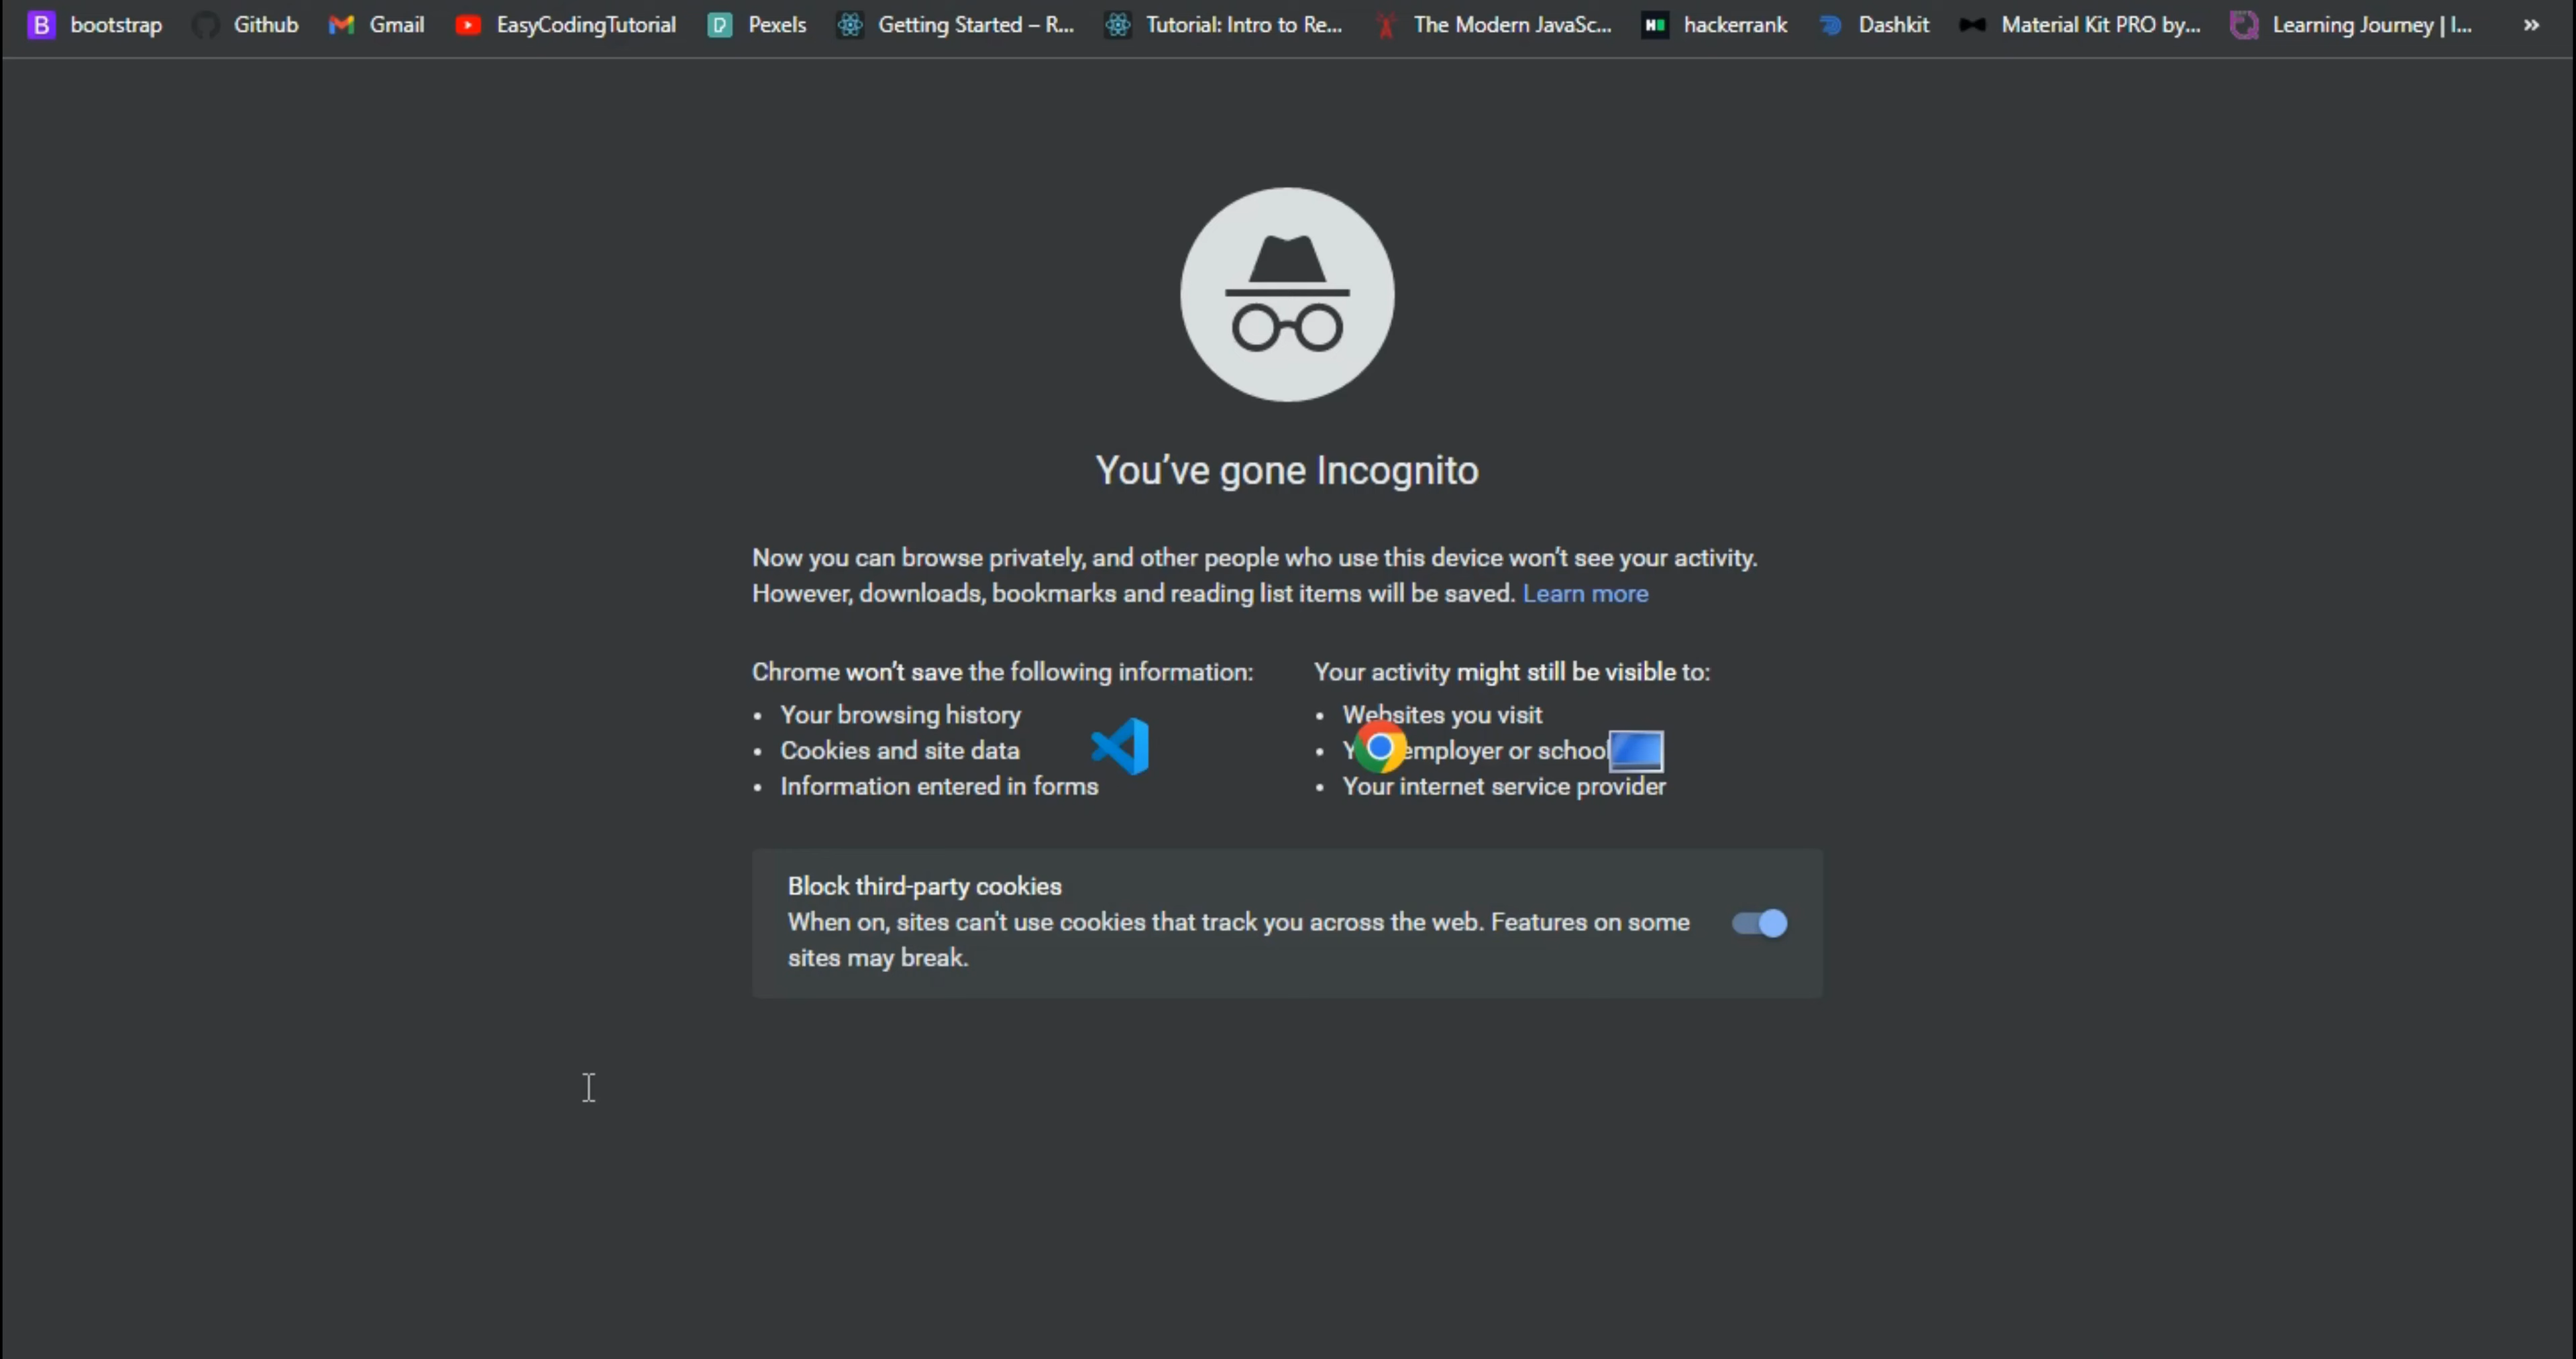 bootstrap Github Gmail EasyCodingTutorial Pexels Getting Started – R... Tutorial: Intro to Re... The Modern JavaSc... hackerrank Dashkit Material Kit PRO by... Learning Journey | I... »
You've gone Incognito
Now you can browse privately, and other people who use this device won't see your activity.
However, downloads, bookmarks and reading list items will be saved. Learn more
Chrome won't save the following information:
• Your browsing history
• Cookies and site data
• Information entered in forms
Your activity might still be visible to:
• Websites you visit
• employer or school
• Your internet service provider
Block third-party cookies
When on, sites can't use cookies that track you across the web. Features on some
sites may break.